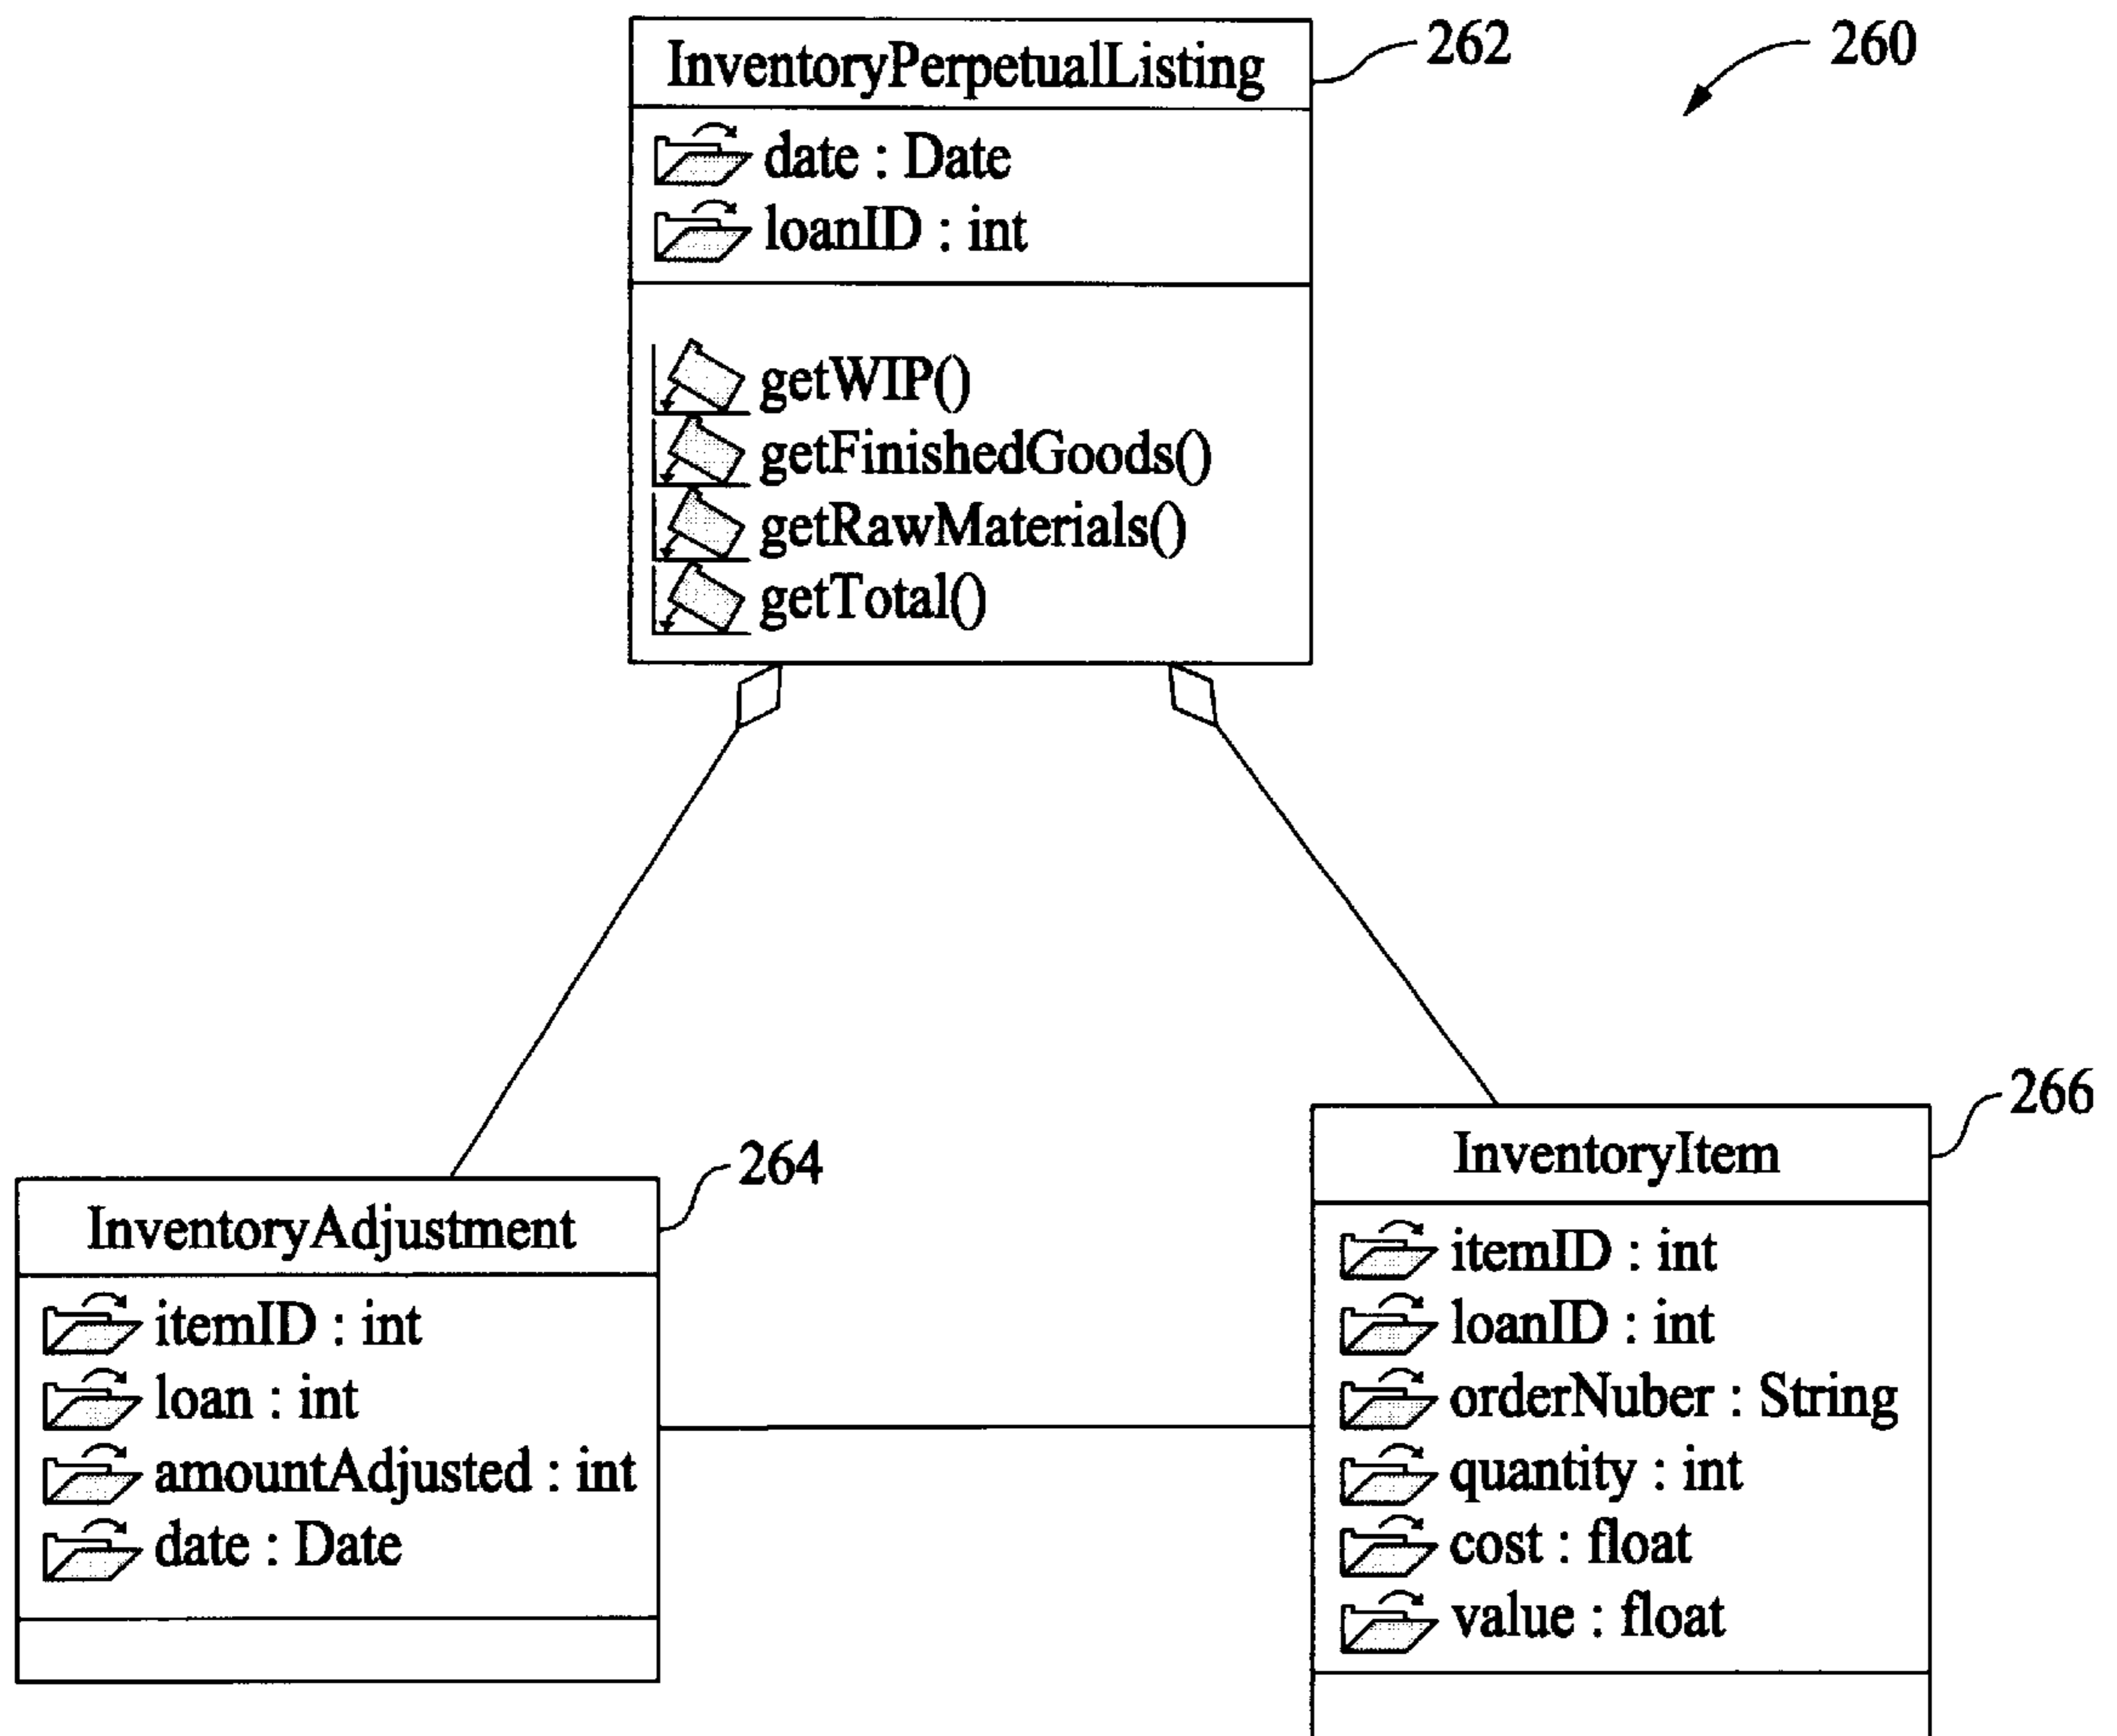 InventoryPerpetualListing
262
260
date : Date
loanID : int
getWIP()
getFinishedGoods()
getRawMaterials()
getTotal()
264
InventoryAdjustment
itemID : int
loan : int
amountAdjusted : int
date : Date
266
InventoryItem
itemID : int
loanID : int
orderNuber : String
quantity : int
cost : float
value : float